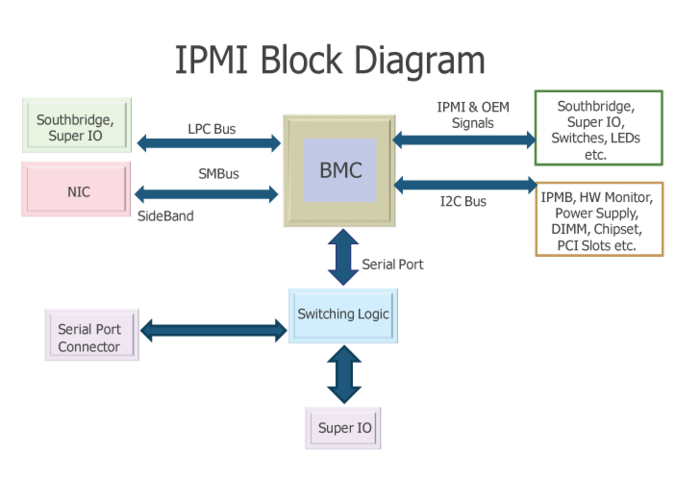 IPMI Block Diagram
Southbridge,
Super IO
LPC Bus
IPMI & OEM
Signals
Southbridge,
Super IO,
Switches, LEDs
etc.
NIC
SMBus
SideBand
BMC
I2C Bus
IPMB, HW Monitor,
Power Supply,
DIMM, Chipset,
PCI Slots etc.
Serial Port
Switching Logic
Serial Port
Connector
Super IO